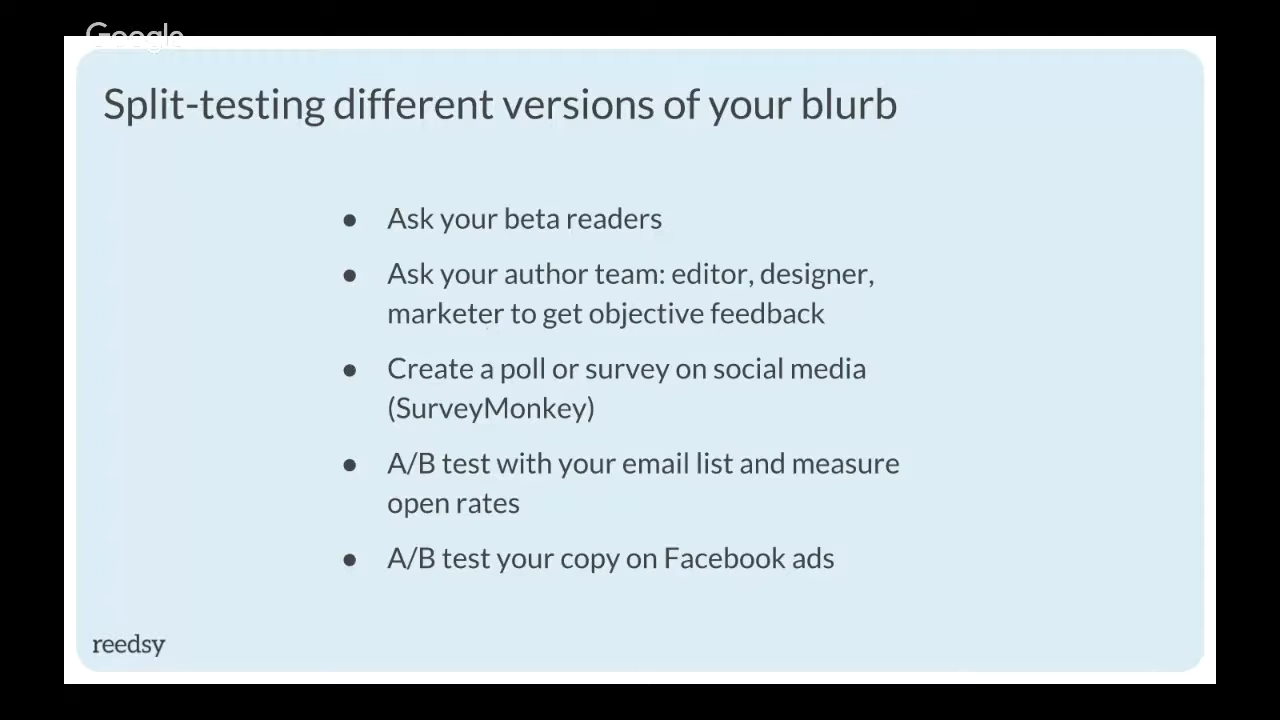 Google
Split-testing different versions of your blurb
● Ask your beta readers
● Ask your author team: editor, designer,
marketer to get objective feedback
● Create a poll or survey on social media
(SurveyMonkey)
● A/B test with your email list and measure
open rates
● A/B test your copy on Facebook ads
reedsy